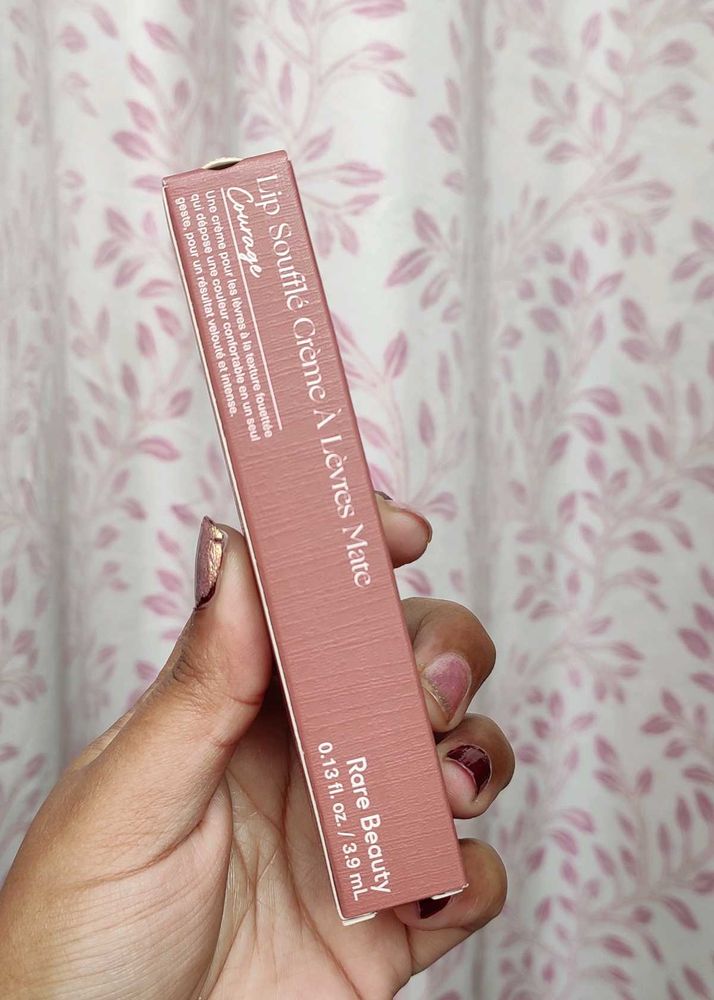 Lip Soufflé Crème À Lèvres Mate
Courage
Une crème pour les lèvres à la texture fouettée
qui dépose une couleur confortable en un seul
geste, pour un résultat velouté et intense.
Rare Beauty
0.13 fl. oz. / 3.9 mL